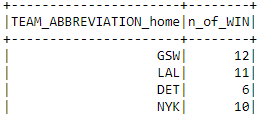 +-----------------------+--------+
|TEAM_ABBREVIATION_home|n_of_WIN|
+-----------------------+--------+
|                   GSW|      12|
|                   LAL|      11|
|                   DET|       6|
|                   NYK|      10|